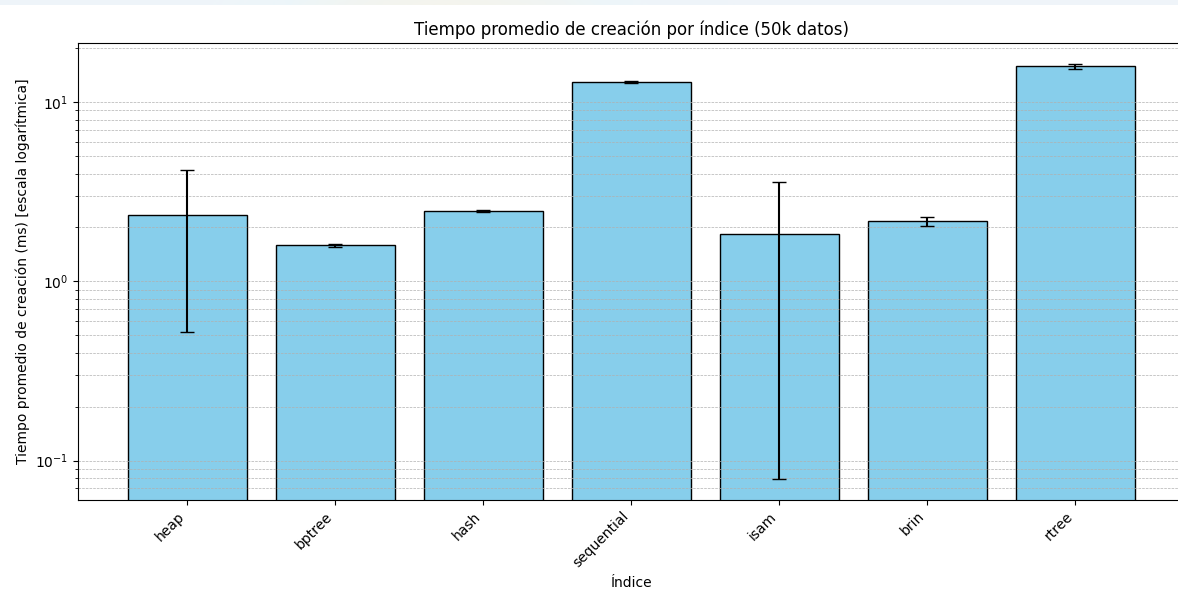 Tiempo promedio de creación por índice (50k datos)
Tiempo promedio de creación (ms) [escala logarítmica]
10¹
10⁰
10⁻¹
heap
bptree
hash
sequential
isam
brin
rtree
Índice